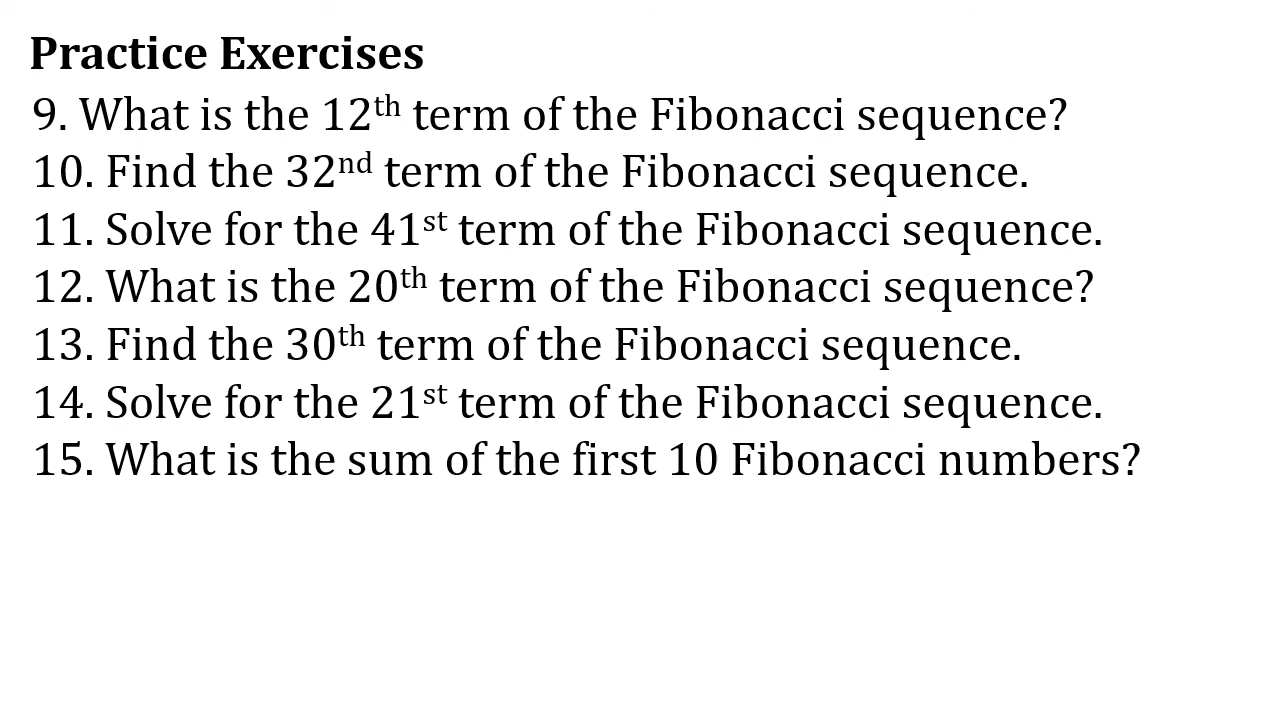 Practice Exercises
9. What is the 12th term of the Fibonacci sequence?
10. Find the 32nd term of the Fibonacci sequence.
11. Solve for the 41st term of the Fibonacci sequence.
12. What is the 20th term of the Fibonacci sequence?
13. Find the 30th term of the Fibonacci sequence.
14. Solve for the 21st term of the Fibonacci sequence.
15. What is the sum of the first 10 Fibonacci numbers?